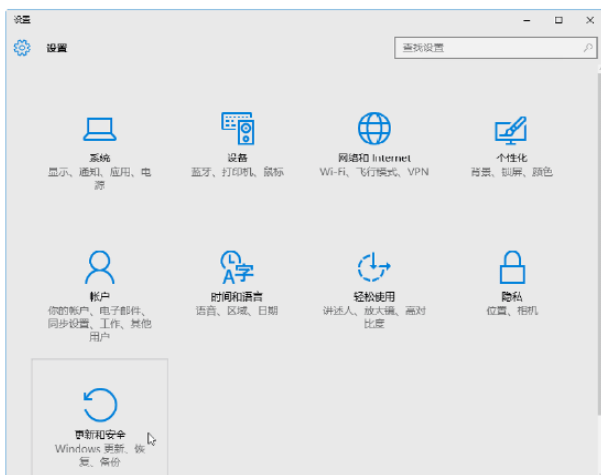 设置
设置
查找设置
系统
显示、通知、应用、电
源
设备
蓝牙、打印机、鼠标
网络和 Internet
Wi-Fi、飞行模式、VPN
个性化
背景、锁屏、颜色
帐户
你的帐户、电子邮件、
同步设置、工作、其他
用户
字
时间和语言
语音、区域、日期
轻松使用
讲述人、放大镜、高对
比度
隐私
位置、相机
更新和安全
Windows 更新、恢
复、备份